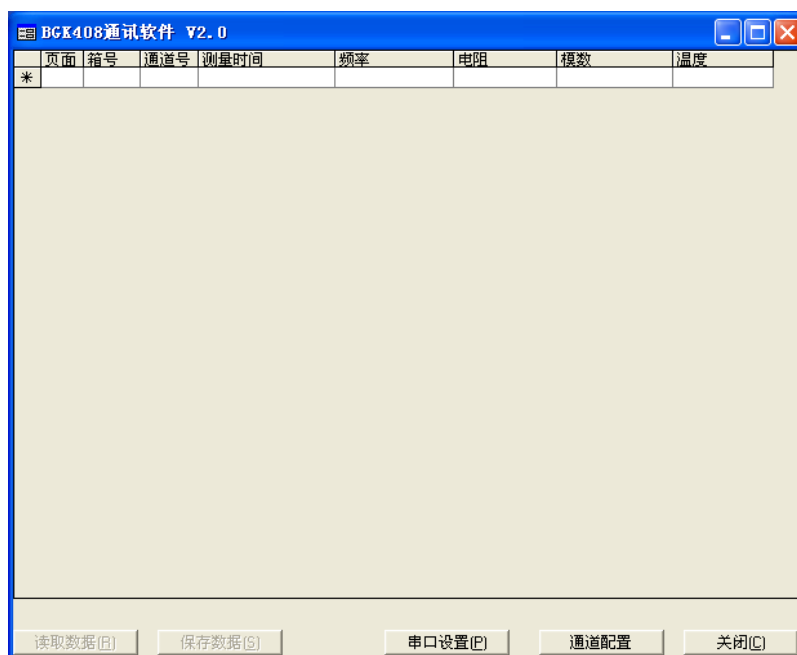 BGK408通讯软件 V2.0
页面 箱号 通道号 测量时间 频率 电阻 模数 温度
*
读取数据(R) 保存数据(S) 串口设置(P) 通道配置 关闭(C)